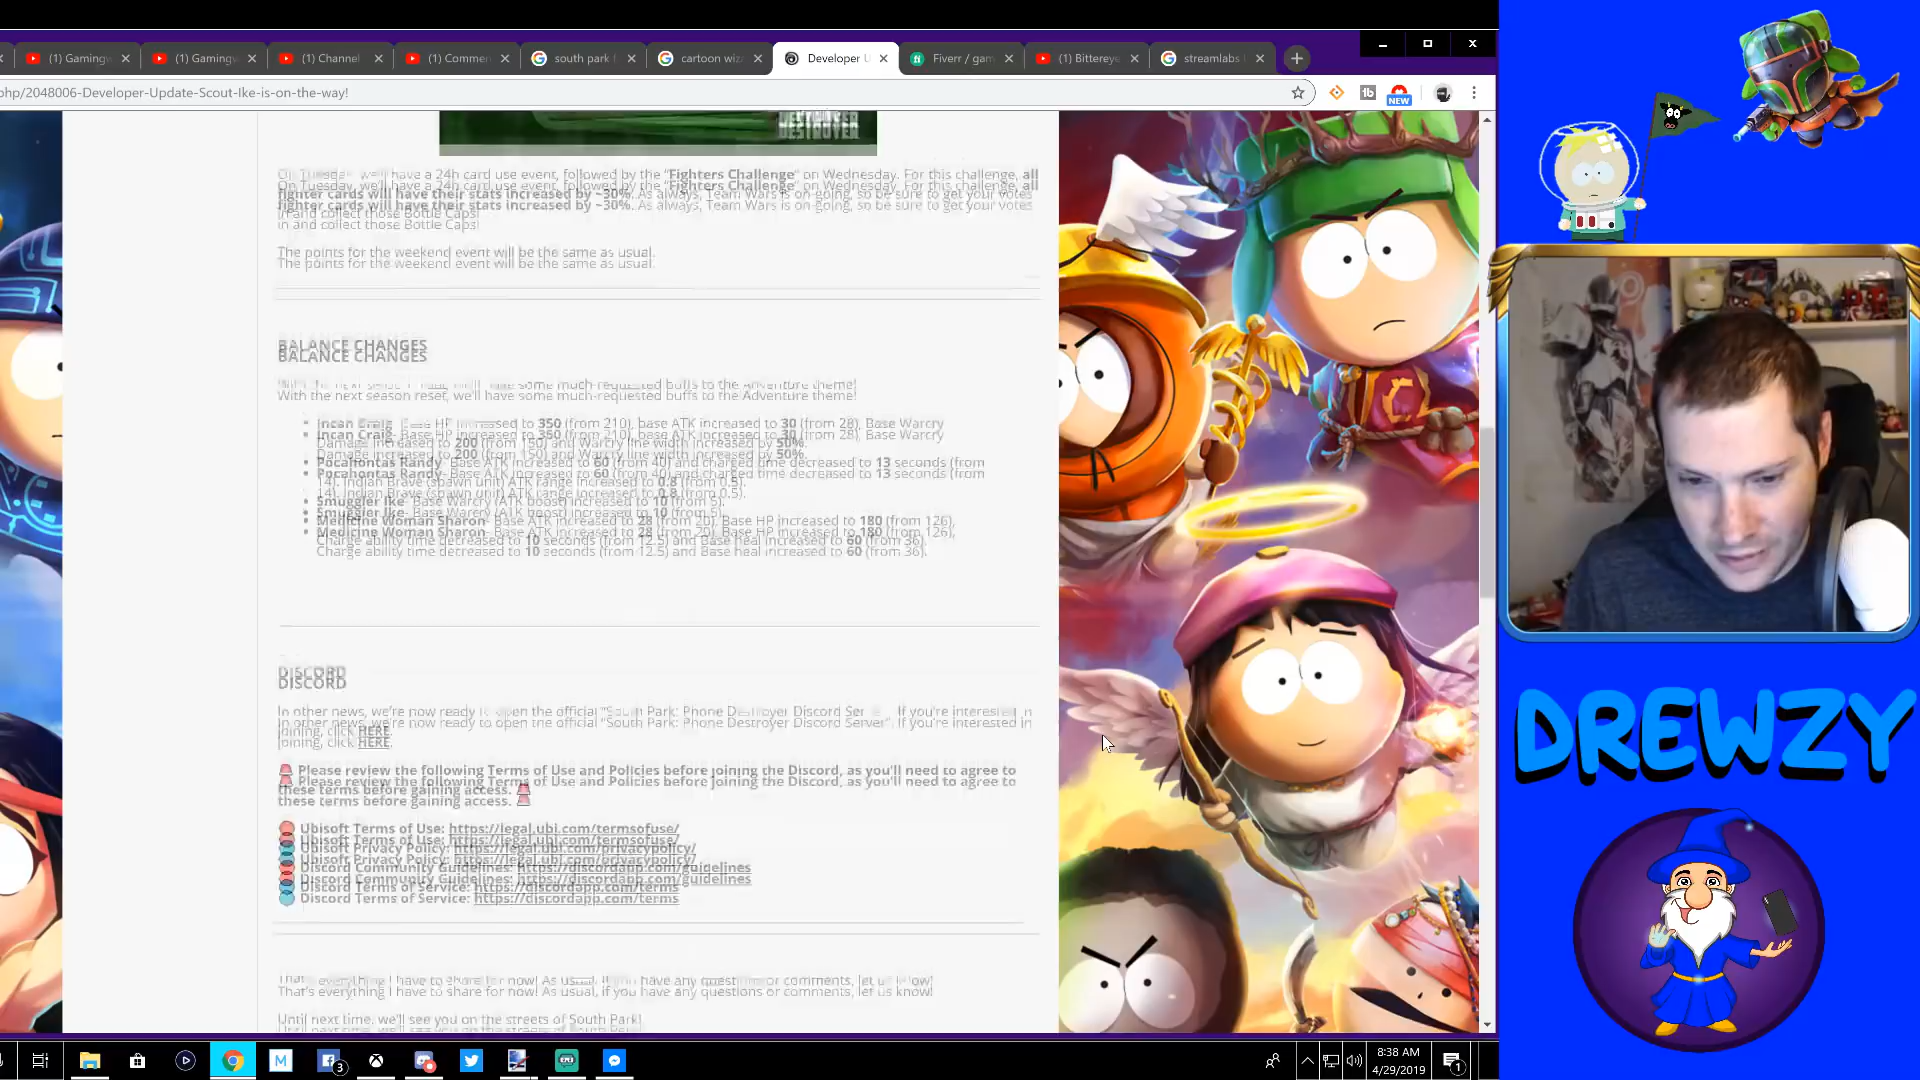 (1) Gaming
(1) Gaming
(1) Channel
(1) Commen
south park f
cartoon wiz
Developer U
Fiverr / gam
(1) Bittereye
streamlabs
php/2048006-Developer-Update-Scout-Ike-is-on-the-way!
NEW
DESTROYER
On Tuesday, we'll have a 24h card use event, followed by the "Fighters Challenge" on Wednesday. For this challenge, all
fighter cards will have their stats increased by ~30%. As always, Team Wars is on-going, so be sure to get your votes
in and collect those Bottle Caps!
The points for the weekend event will be the same as usual.
BALANCE CHANGES
With the next season reset, we'll have some much-requested buffs to the Adventure theme!
• Incan Craig- Base HP increased to 350 (from 210), base ATK increased to 30 (from 28), Base Warcry
Damage increased to 200 (from 150) and Warcry line width increased by 50%.
• Pocahontas Randy- Base ATK increased to 60 (from 40) and charged time decreased to 13 seconds (from
14). Indian Brave (spawn unit) ATK range increased to 0.8 (from 0.5).
• Smuggler Ike- Base Warcry (ATK boost) increased to 10 (from 5).
• Medicine Woman Sharon- Base ATK increased to 28 (from 20), Base HP increased to 180 (from 126),
Charge ability time decreased to 10 seconds (from 12.5) and Base heal increased to 60 (from 36).
DISCORD
In other news, we're now ready to open the official "South Park: Phone Destroyer Discord Server". If you're interested in
joining, click HERE.
Please review the following Terms of Use and Policies before joining the Discord, as you'll need to agree to
these terms before gaining access.
Ubisoft Terms of Use: https://legal.ubi.com/termsofuse/
Ubisoft Privacy Policy: https://legal.ubi.com/privacypolicy/
Discord Community Guidelines: https://discordapp.com/guidelines
Discord Terms of Service: https://discordapp.com/terms
That's everything I have to share for now! As usual, if you have any questions or comments, let us know!
Until next time, we'll see you on the streets of South Park!
DREWZY
M
3
8:38 AM
4/29/2019
1